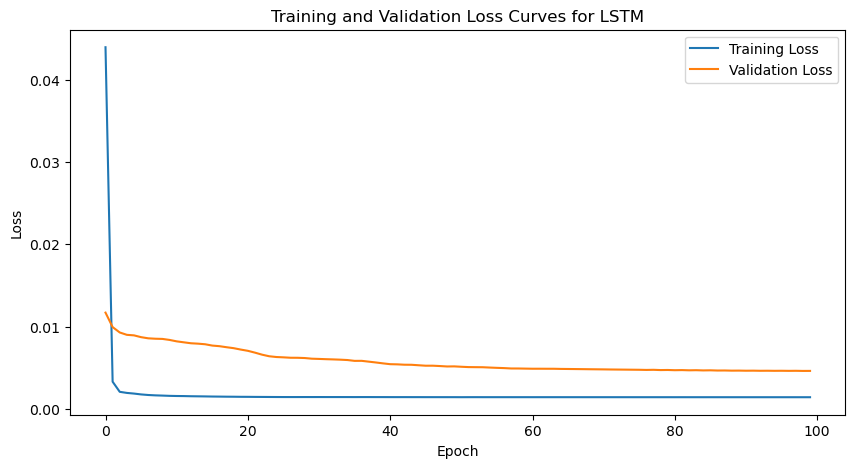 Training and Validation Loss Curves for LSTM
Training Loss
Validation Loss
0.04
0.03
0.02
0.01
0.00
Loss
0 20 40 60 80 100
Epoch